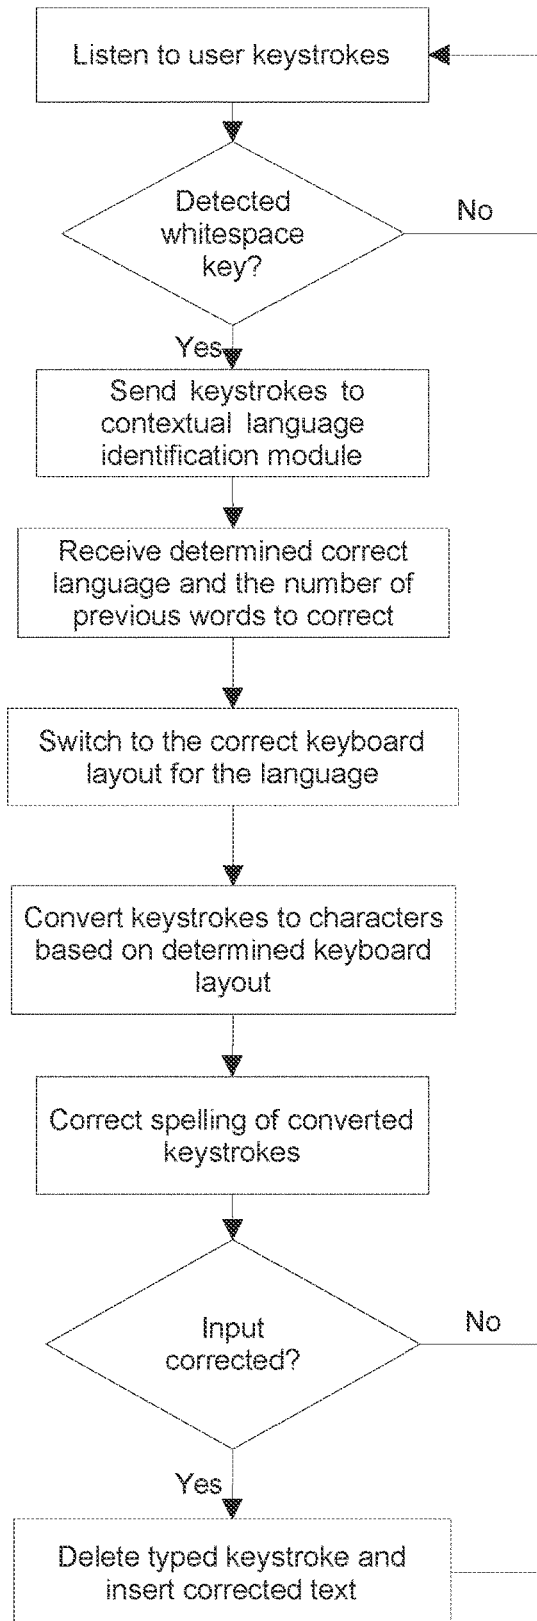 Listen to user keystrokes
Detected
whitespace
key?
No
Yes
Send keystrokes to
contextual language
identification module
Receive determined correct
language and the number of
previous words to correct
Switch to the correct keyboard
layout for the language
Convert keystrokes to characters
based on determined keyboard
layout
Correct spelling of converted
keystrokes
Input
corrected?
No
Yes
Delete typed keystroke and
insert corrected text